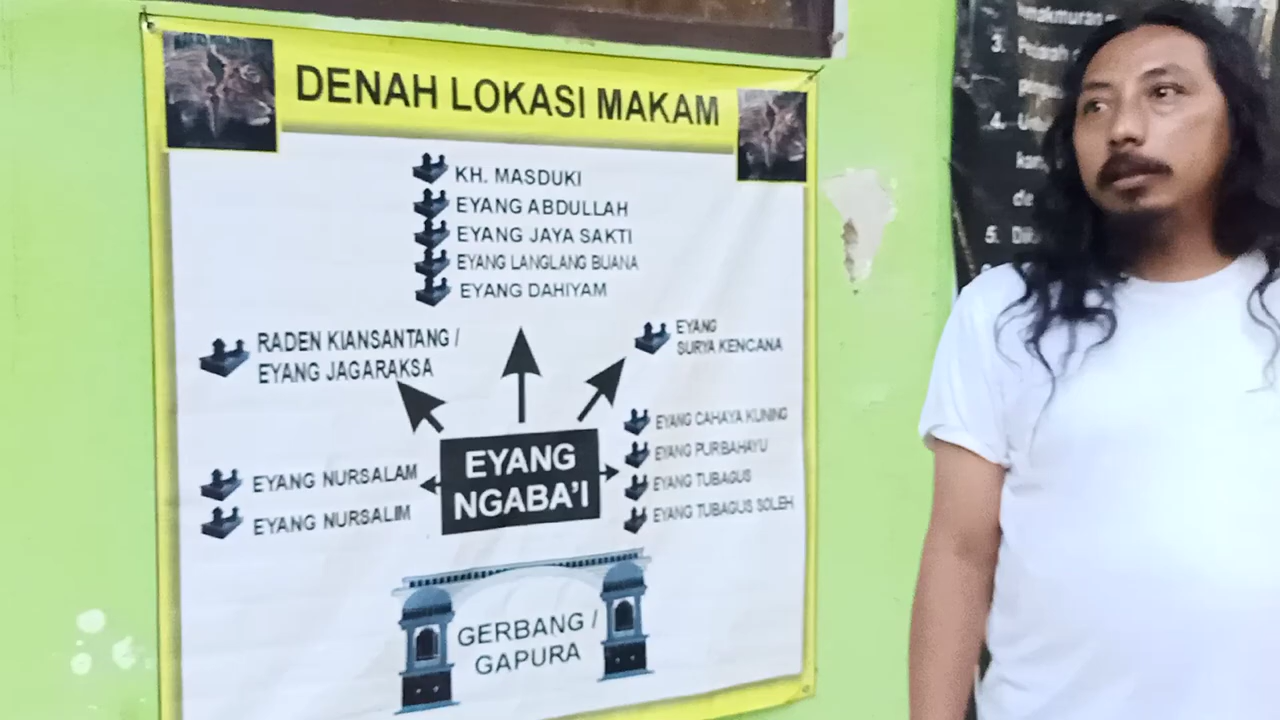 DENAH LOKASI MAKAM
KH. MASDUKI
EYANG ABDULLAH
EYANG JAYA SAKTI
EYANG LANGLANG BUANA
EYANG DAHIYAM
RADEN KIANSANTANG /
EYANG JAGARAKSA
EYANG
SURYA KENCANA
EYANG NURSALAM
EYANG NURSALIM
EYANG
NGABA'I
EYANG CAHAYA KUNING
EYANG PURBAHAYU
EYANG TUBAGUS
EYANG TUBAGUS SOLEH
GERBANG /
GAPURA
3.
4.
5.